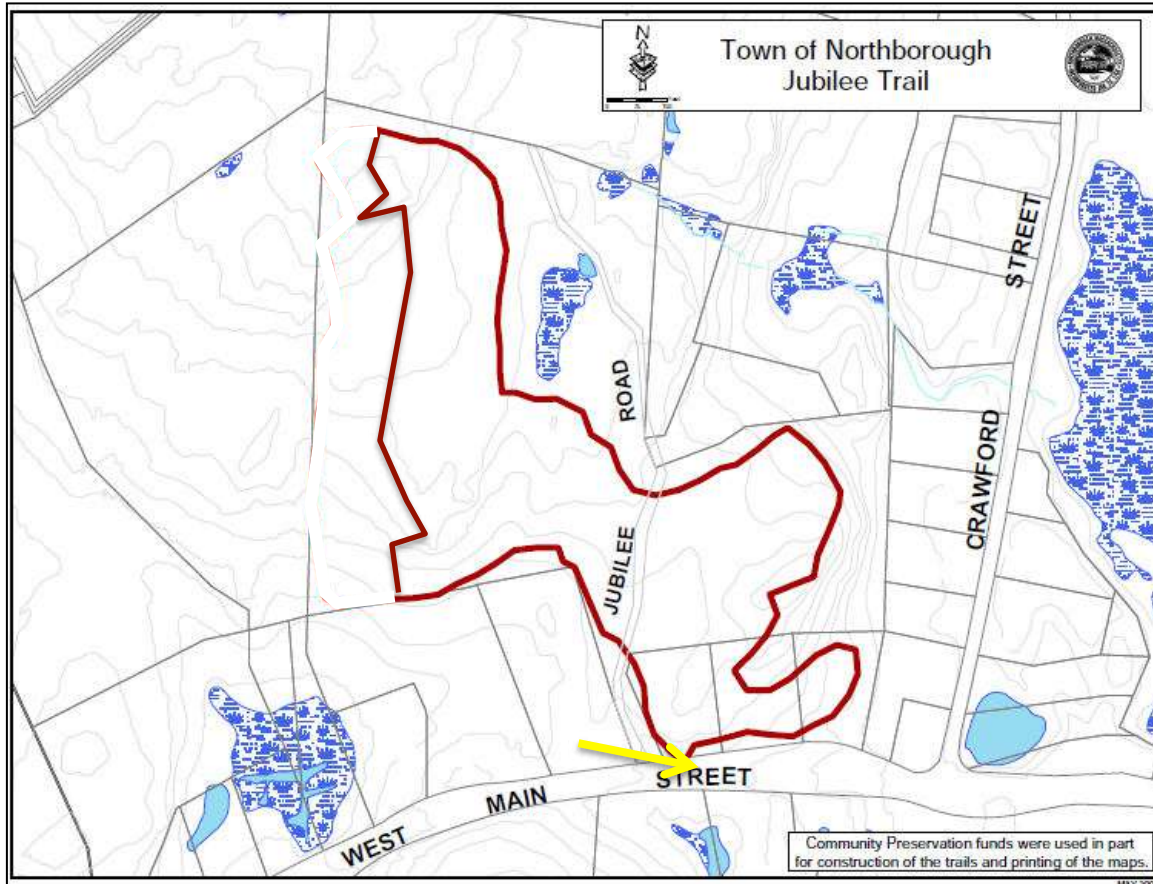 N
Town of Northborough
Jubilee Trail
STREET
ROAD
CRAWFORD
JUBILEE
STREET
MAIN
WEST
Community Preservation funds were used in part
for construction of the trails and printing of the maps.